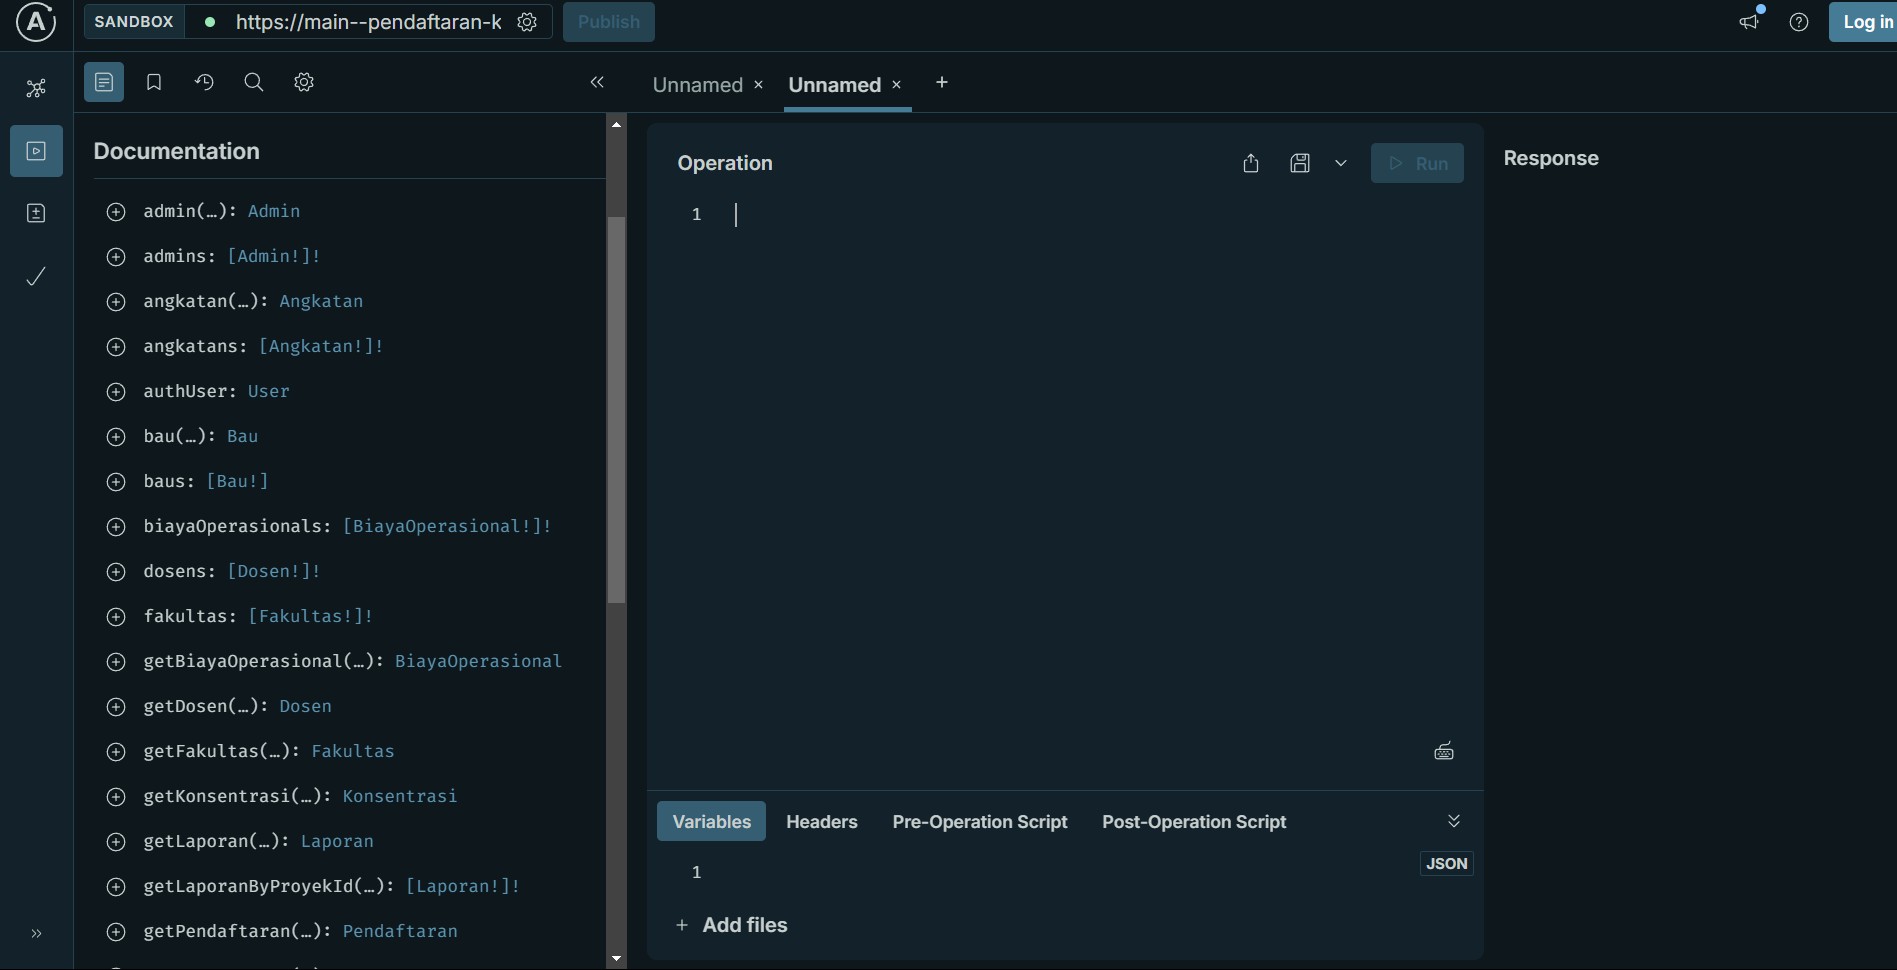 SANDBOX https://main--pendaftaran-k Publish Log in
Unnamed Unnamed
Documentation
admin(…): Admin
admins: [Admin!]!
angkatan(…): Angkatan
angkatans: [Angkatan!]!
authUser: User
bau(…): Bau
baus: [Bau!]
biayaOperasionals: [BiayaOperasional!]!
dosens: [Dosen!]!
fakultas: [Fakultas!]!
getBiayaOperasional(…): BiayaOperasional
getDosen(…): Dosen
getFakultas(…): Fakultas
getKonsentrasi(…): Konsentrasi
getLaporan(…): Laporan
getLaporanByProyekId(…): [Laporan!]!
getPendaftaran(…): Pendaftaran
Operation Run
1
Variables Headers Pre-Operation Script Post-Operation Script
1 JSON
+ Add files
Response